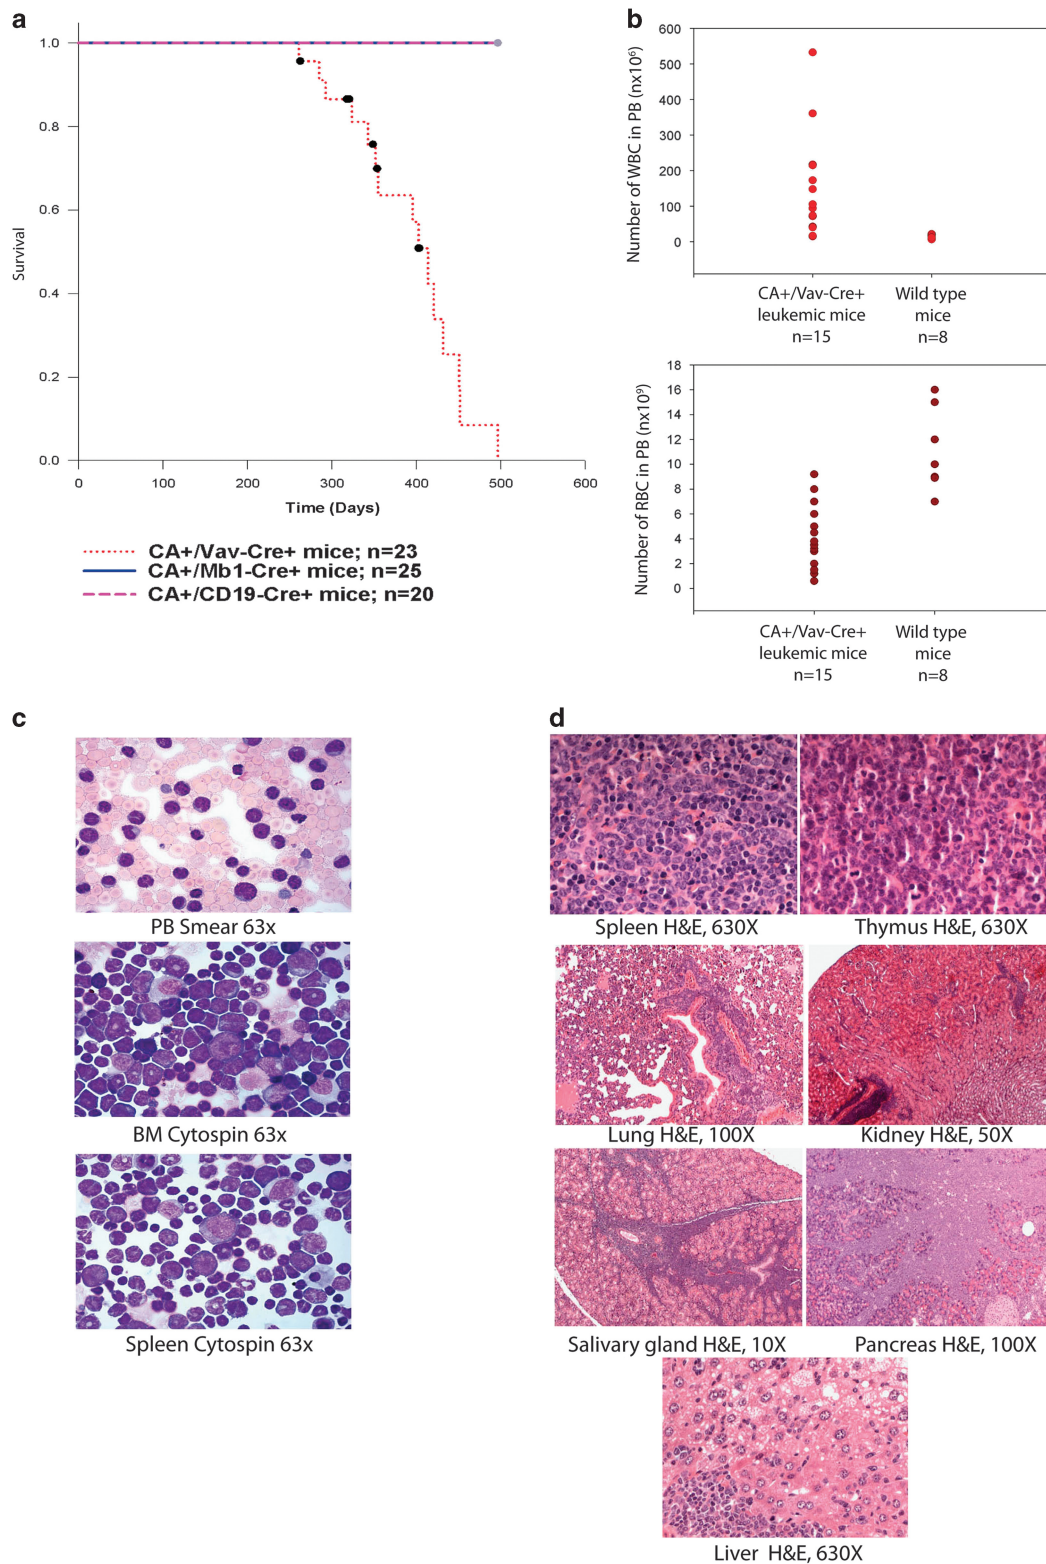 a
1.0
0.8
0.6
0.4
0.2
0.0
Survival
0 100 200 300 400 500 600
Time (Days)
CA+/Vav-Cre+ mice; n=23
CA+/Mb1-Cre+ mice; n=25
CA+/CD19-Cre+ mice; n=20
b
600
500
400
300
200
100
0
Number of WBC in PB (nx10⁶)
CA+/Vav-Cre+ Wild type
leukemic mice mice
n=15 n=8
18
16
14
12
10
8
6
4
2
0
Number of RBC in PB (nx10⁹)
CA+/Vav-Cre+ Wild type
leukemic mice mice
n=15 n=8
c
PB Smear 63x
BM Cytospin 63x
Spleen Cytospin 63x
d
Spleen H&E, 630X Thymus H&E, 630X
Lung H&E, 100X Kidney H&E, 50X
Salivary gland H&E, 10X Pancreas H&E, 100X
Liver H&E, 630X